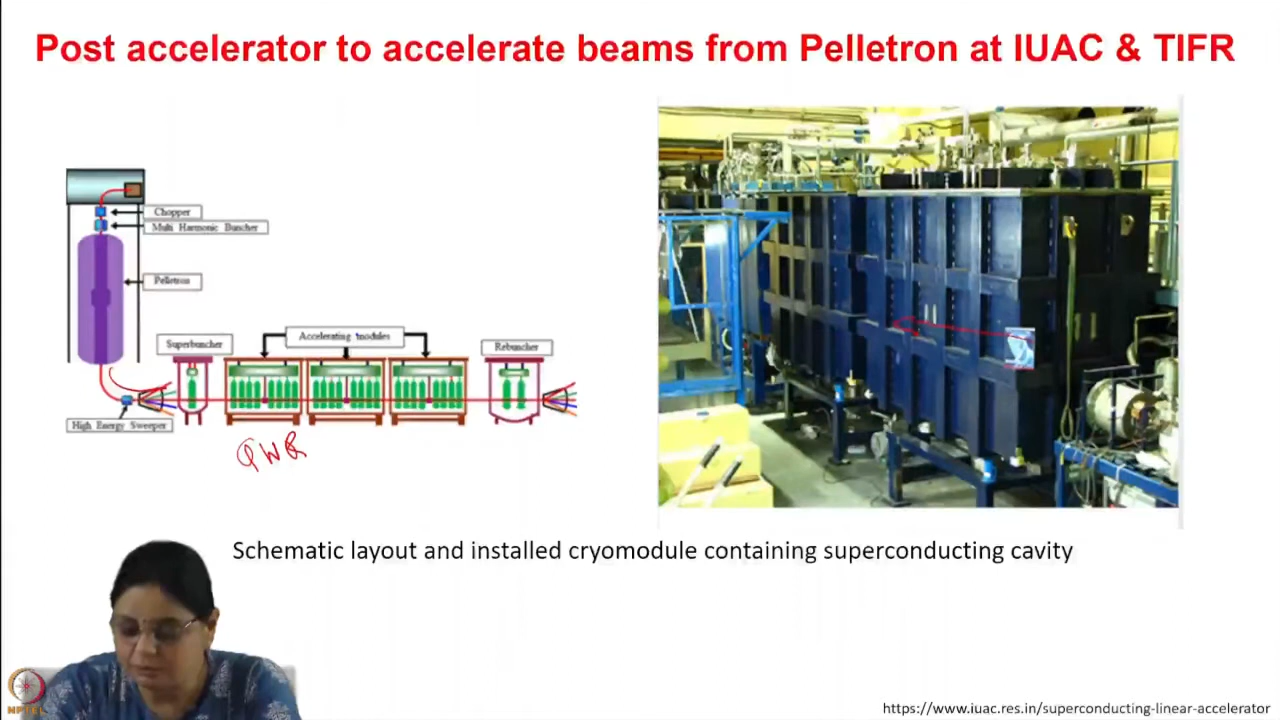 Post accelerator to accelerate beams from Pelletron at IUAC & TIFR
Chopper
Multi Harmonic Buncher
Pelletron
Accelerating modules
Superbuncher
Rebuncher
High Energy Sweeper
QWR
Schematic layout and installed cryomodule containing superconducting cavity
NPTEL
https://www.iuac.res.in/superconducting-linear-accelerator